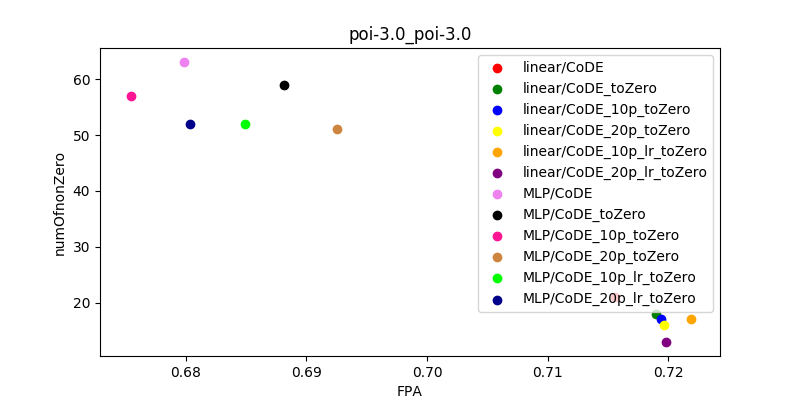 poi-3.0_poi-3.0
numOfnonZero
60
50
40
30
20
linear/CoDE
linear/CoDE_toZero
linear/CoDE_10p_toZero
linear/CoDE_20p_toZero
linear/CoDE_10p_lr_toZero
linear/CoDE_20p_lr_toZero
MLP/CoDE
MLP/CoDE_toZero
MLP/CoDE_10p_toZero
MLP/CoDE_20p_toZero
MLP/CoDE_10p_lr_toZero
MLP/CoDE_20p_lr_toZero
0.68 0.69 0.70 0.71 0.72
FPA